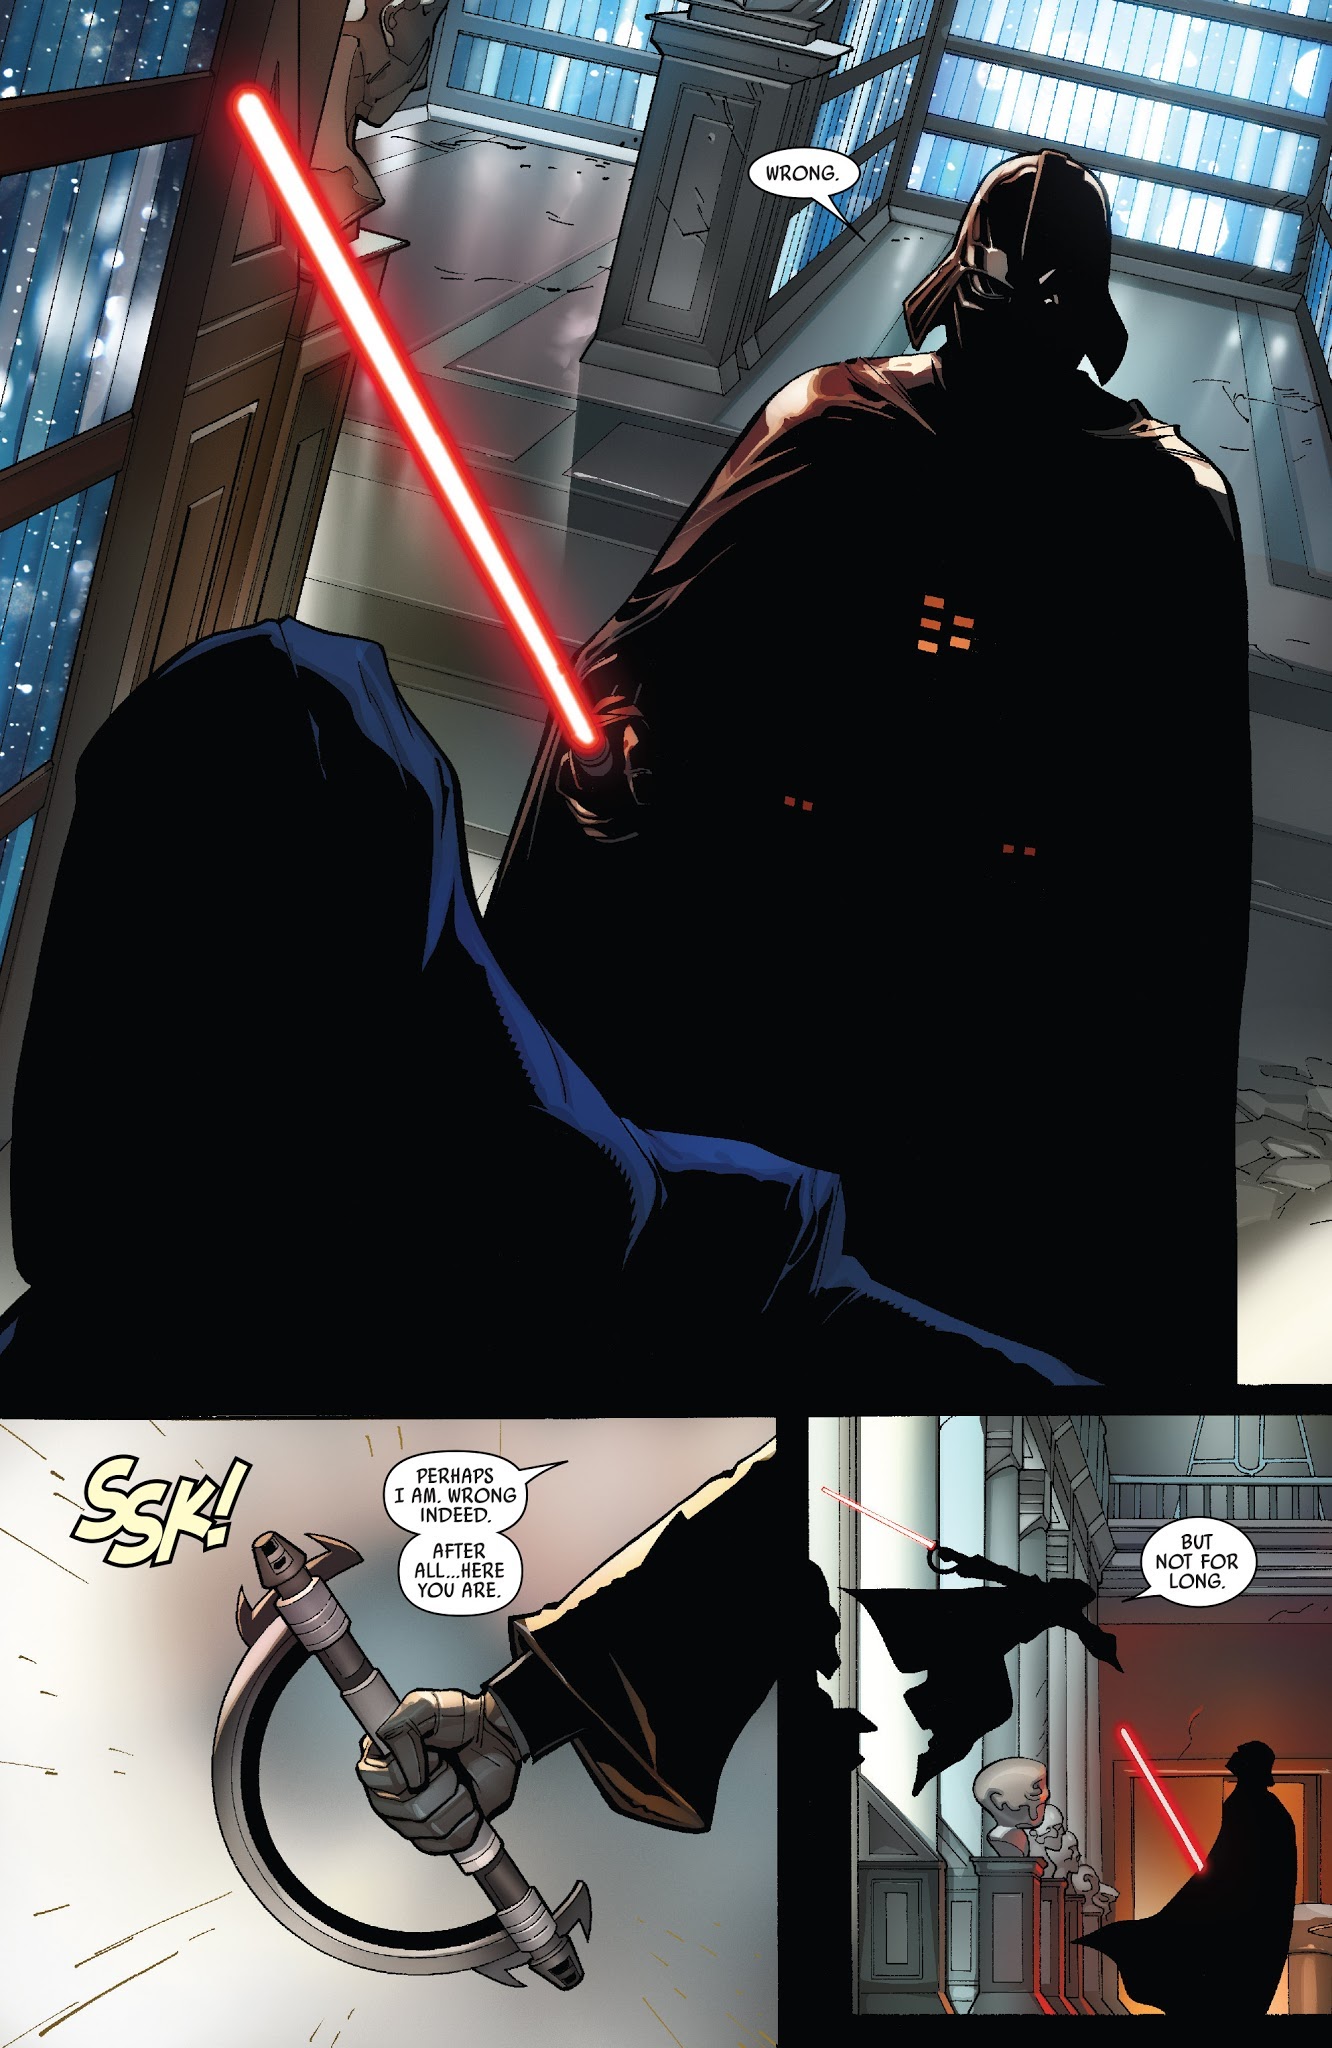 WRONG.
SSK!
PERHAPS
I AM. WRONG
INDEED.
AFTER
ALL...HERE
YOU ARE.
BUT
NOT FOR
LONG.